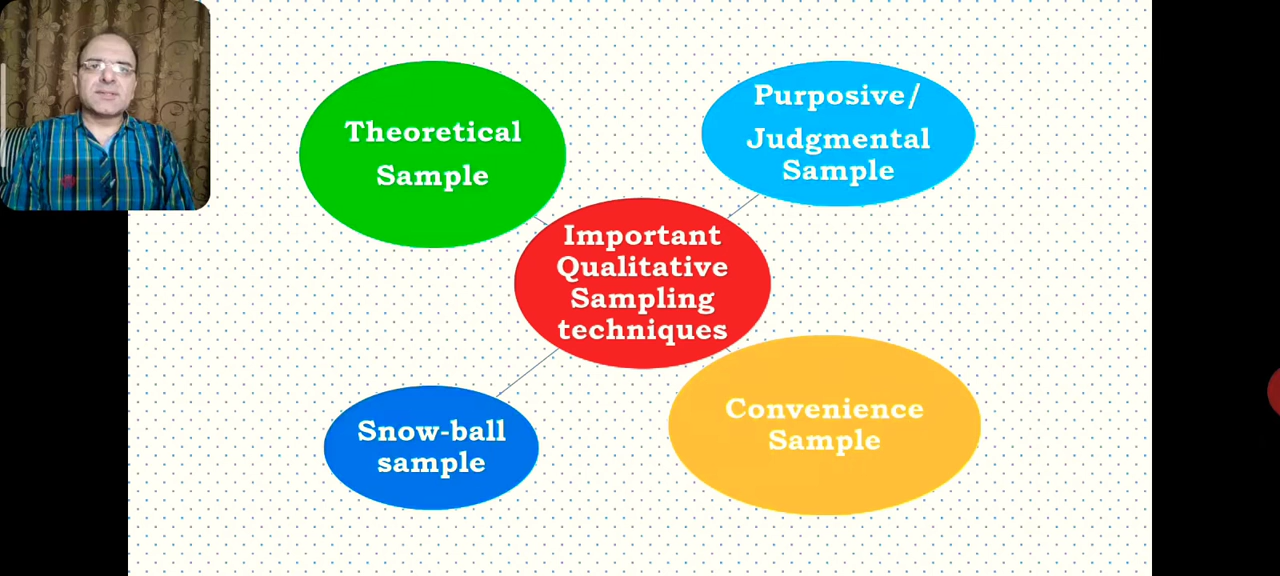 Theoretical
Sample
Purposive/
Judgmental
Sample
Important
Qualitative
Sampling
techniques
Snow-ball
sample
Convenience
Sample